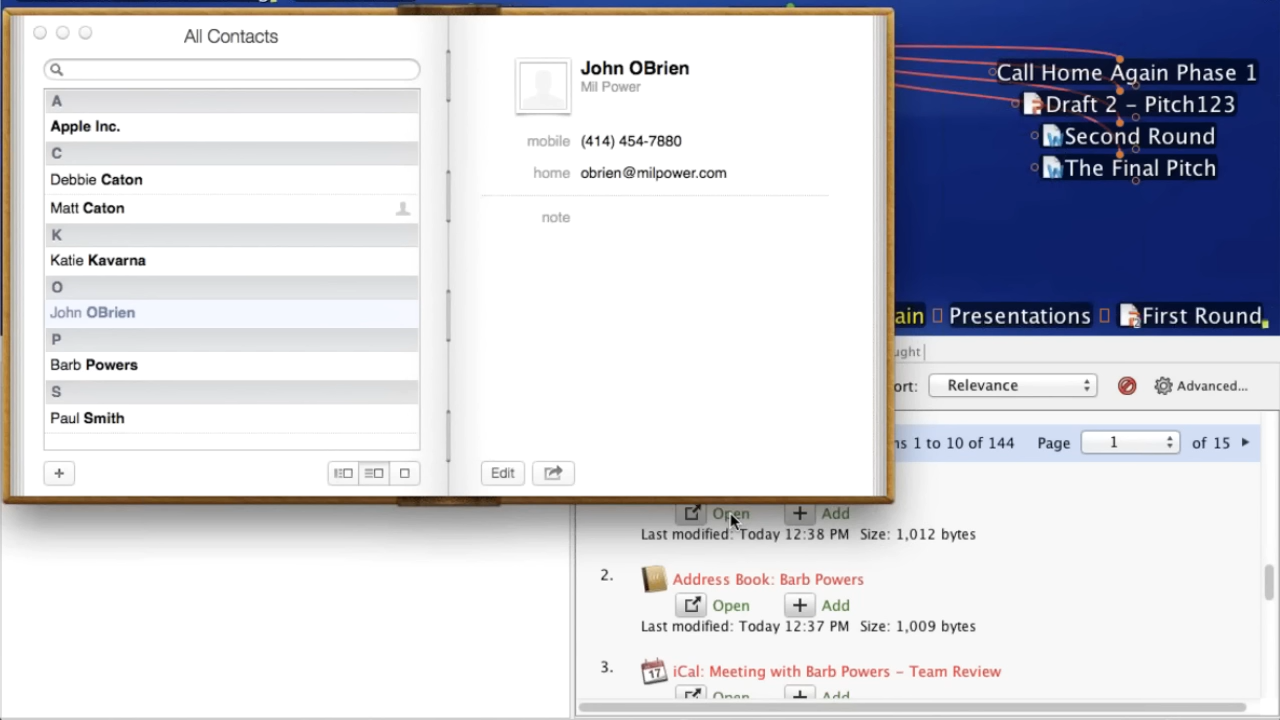 All Contacts
A
Apple Inc.
C
Debbie Caton
Matt Caton
K
Katie Kavarna
O
John OBrien
P
Barb Powers
S
Paul Smith
John OBrien
Mil Power
mobile (414) 454-7880
home obrien@milpower.com
note
Edit
Call Home Again Phase 1
Draft 2 – Pitch123
Second Round
The Final Pitch
ain Presentations First Round
ught
ort: Relevance Advanced...
ns 1 to 10 of 144 Page 1 of 15
Open Add
Last modified: Today 12:38 PM Size: 1,012 bytes
2. Address Book: Barb Powers
Open Add
Last modified: Today 12:37 PM Size: 1,009 bytes
3. iCal: Meeting with Barb Powers – Team Review
17
Open Add